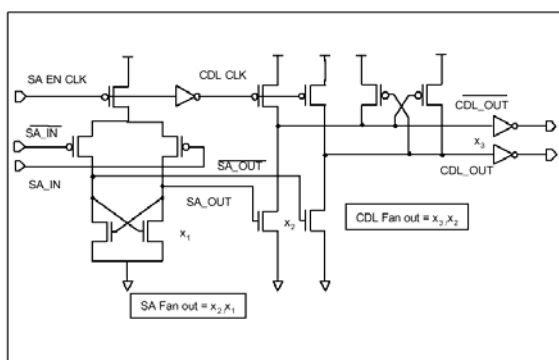 SA EN CLK
CDL CLK
CDL_OUT
SA_IN
x3
SA_OUT
SA_IN
CDL_OUT
SA_OUT
x2
CDL Fan out = x3/x2
x1
SA Fan out = x2/x1